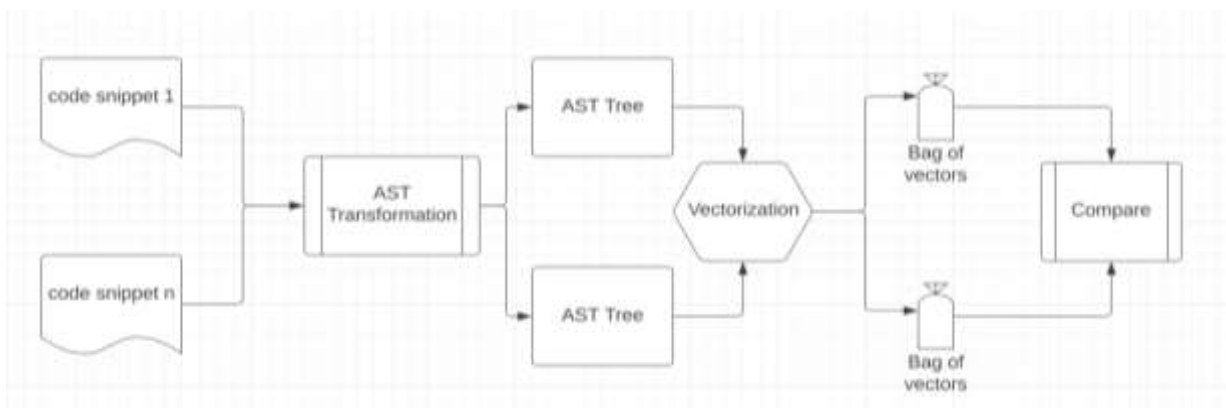 code snippet 1
code snippet n
AST
Transformation
AST Tree
AST Tree
Vectorization
Bag of
vectors
Bag of
vectors
Compare